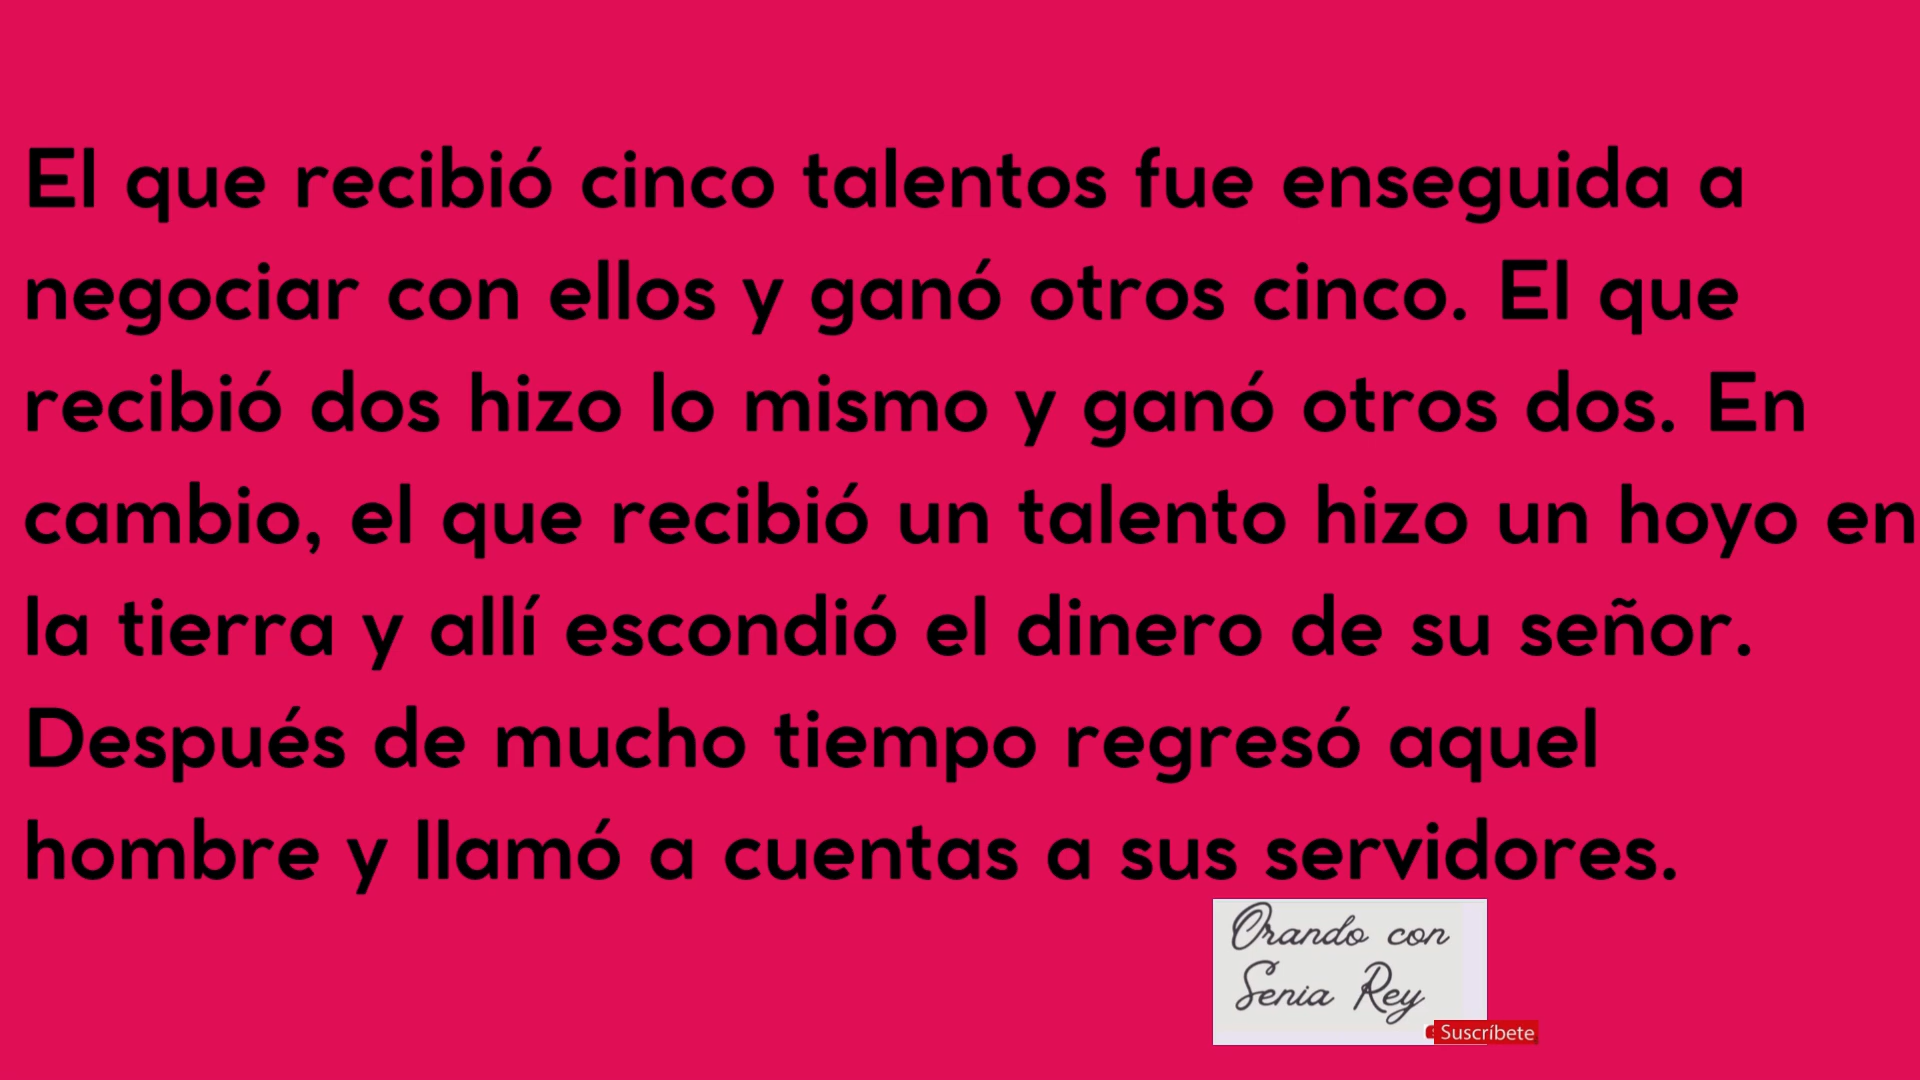 El que recibió cinco talentos fue enseguida a
negociar con ellos y ganó otros cinco. El que
recibió dos hizo lo mismo y ganó otros dos. En
cambio, el que recibió un talento hizo un hoyo en
la tierra y allí escondió el dinero de su señor.
Después de mucho tiempo regresó aquel
hombre y llamó a cuentas a sus servidores.
Orando con
Senia Rey
Suscríbete